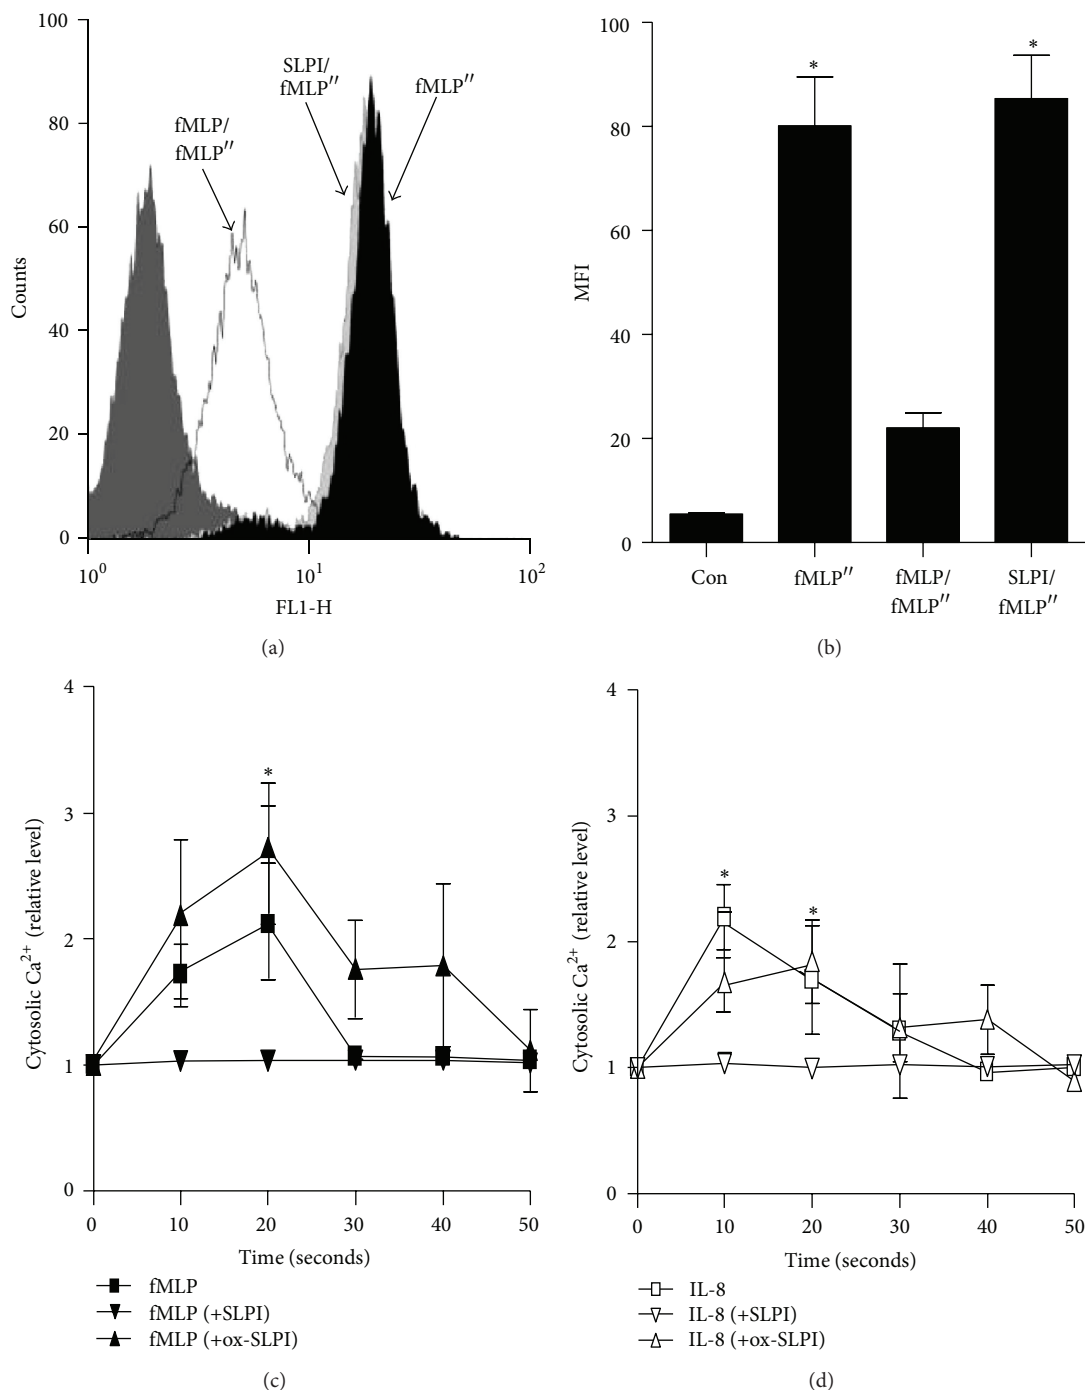 100
80
60
40
20
0
Counts
fMLP/
fMLP″
SLPI/
fMLP″
fMLP″
10⁰
10¹
10²
FL1-H
(a)
100
80
60
40
20
0
MFI
*
*
Con
fMLP″
fMLP/
fMLP″
SLPI/
fMLP″
(b)
4
3
2
1
0
Cytosolic Ca²⁺ (relative level)
*
0 10 20 30 40 50
Time (seconds)
fMLP
fMLP (+SLPI)
fMLP (+ox-SLPI)
(c)
4
3
2
1
0
Cytosolic Ca²⁺ (relative level)
*
*
0 10 20 30 40 50
Time (seconds)
IL-8
IL-8 (+SLPI)
IL-8 (+ox-SLPI)
(d)